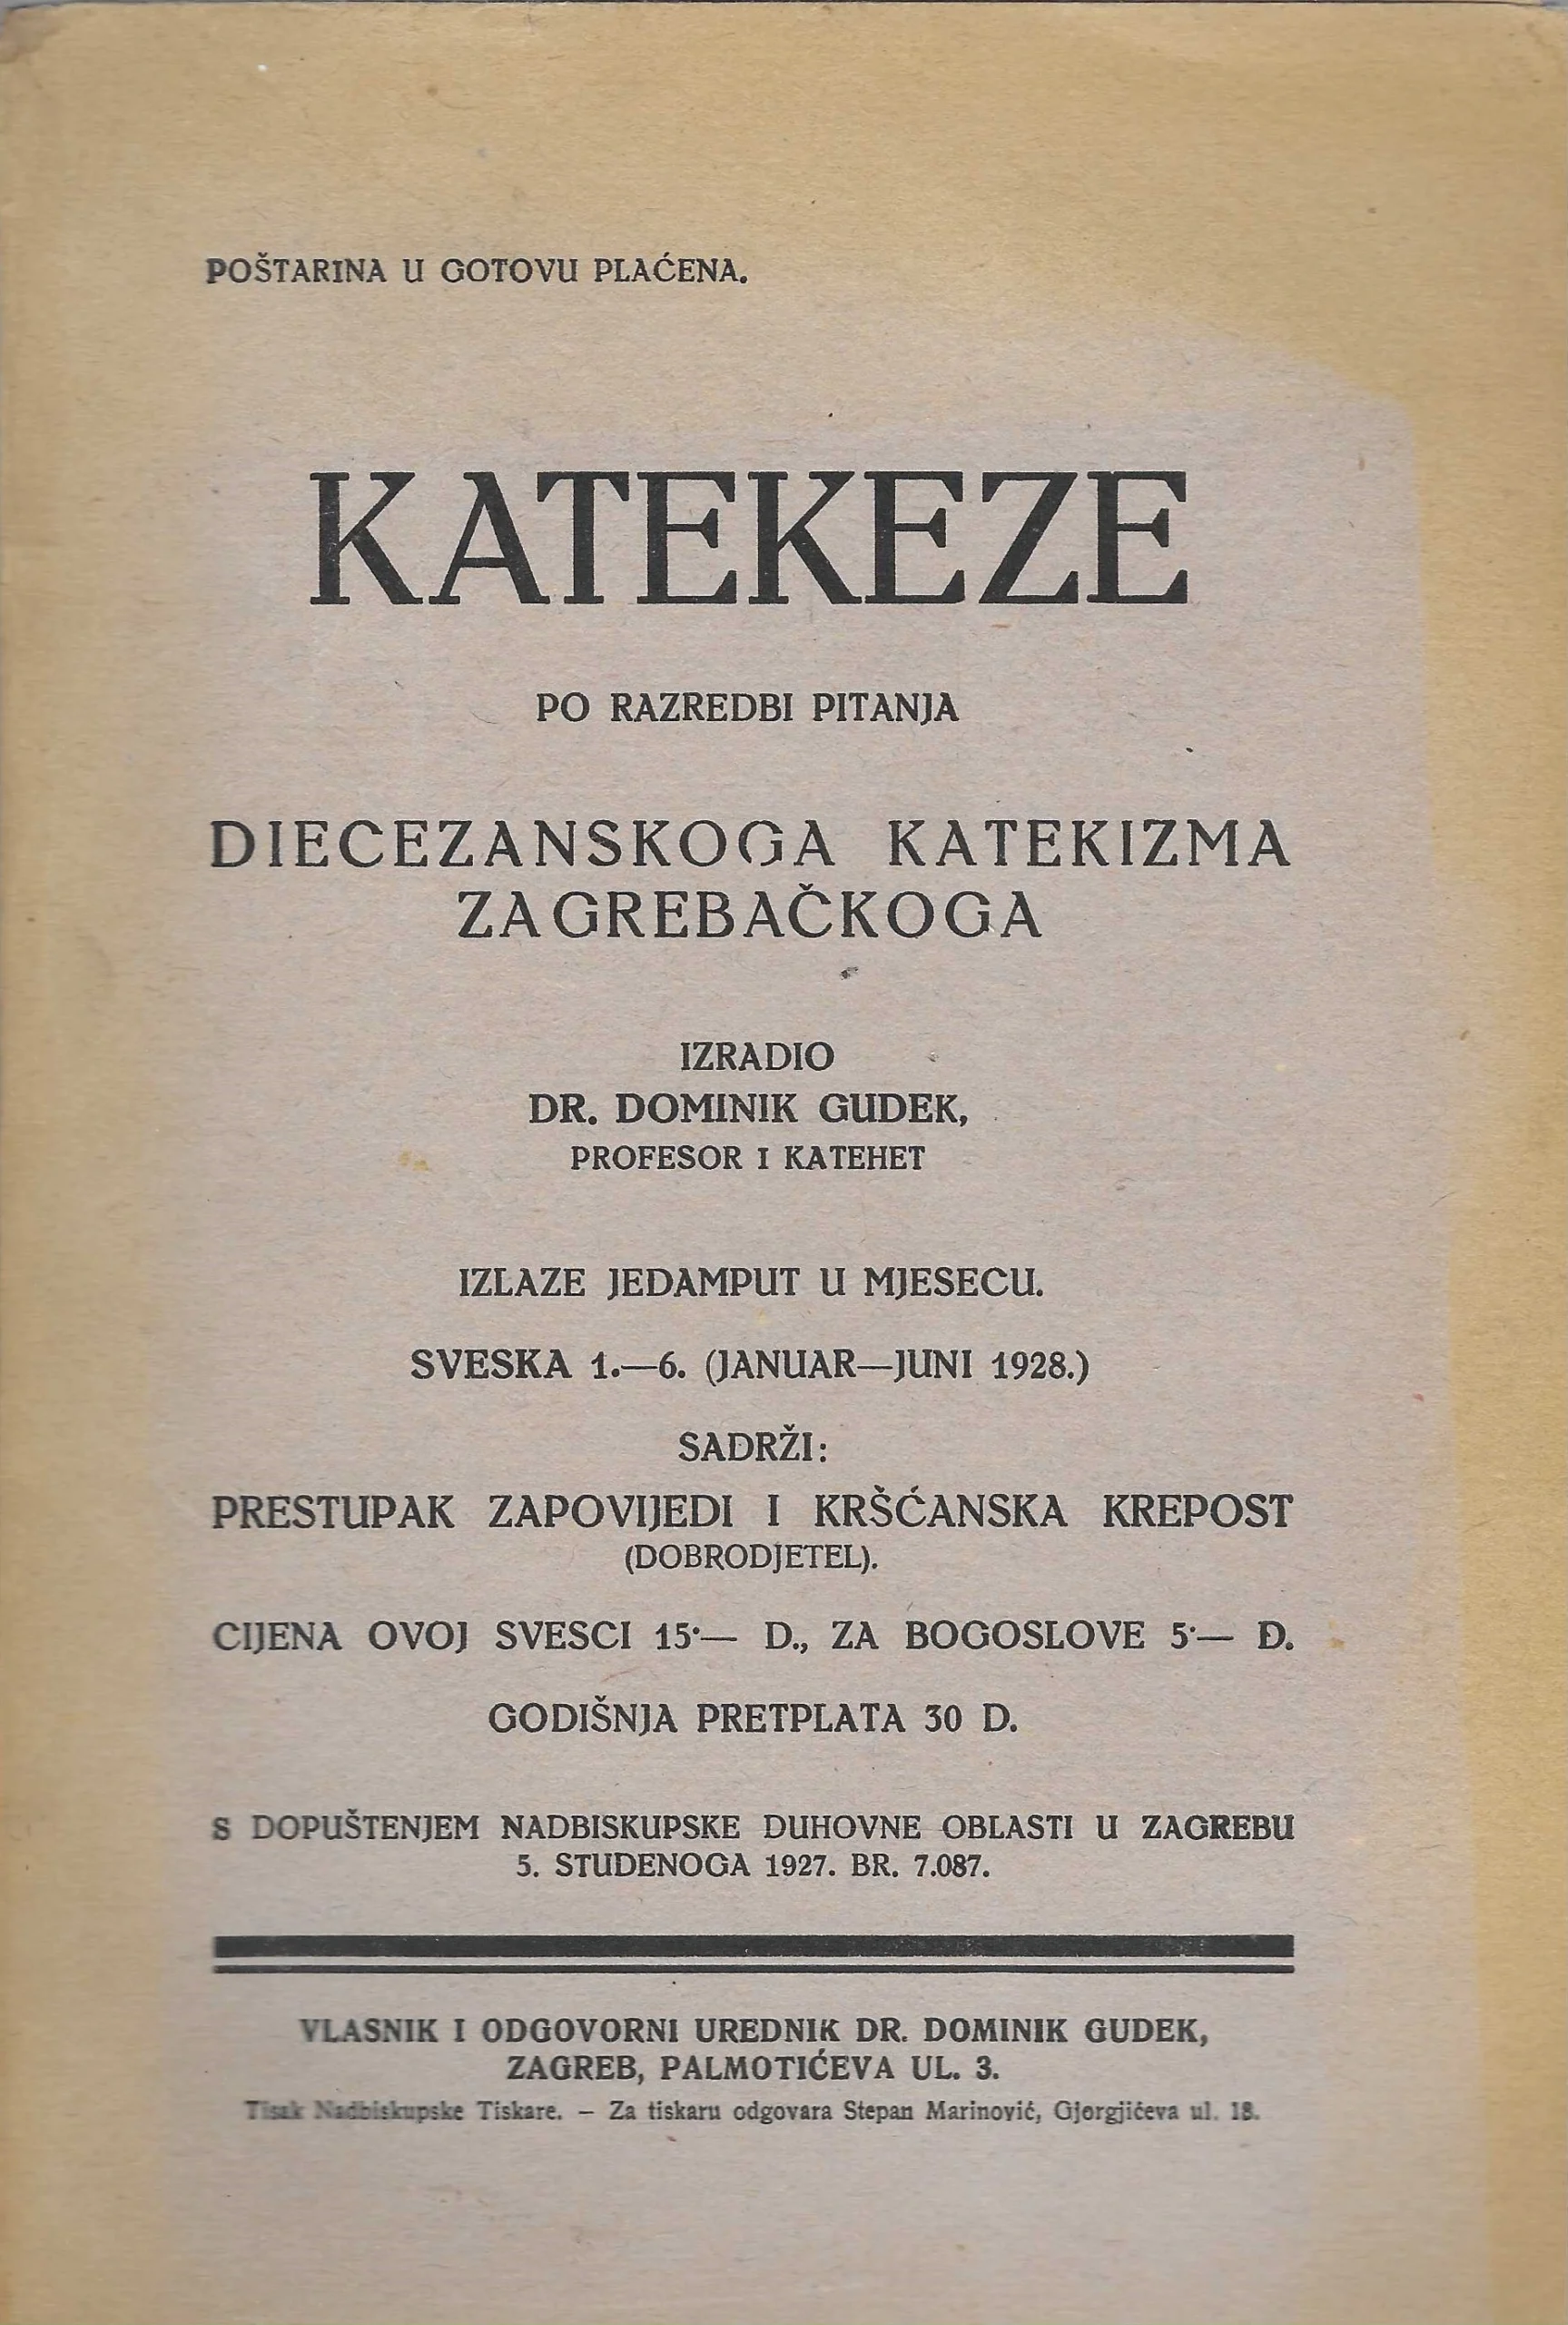 POŠTARINA U GOTOVU PLAĆENA.
KATEKEZE
PO RAZREDBI PITANJA
DIECEZANSKOGA KATEKIZMA
ZAGREBAČKOGA
IZRADIO
DR. DOMINIK GUDEK,
PROFESOR I KATEHET
IZLAZE JEDAMPUT U MJESECU.
SVESKA 1.—6. (JANUAR—JUNI 1928.)
SADRŽI:
PRESTUPAK ZAPOVIJEDI I KRŠĆANSKA KREPOST
(DOBRODJETEL).
CIJENA OVOJ SVESCI 15·— D., ZA BOGOSLOVE 5·— Đ.
GODIŠNJA PRETPLATA 30 D.
S DOPUŠTENJEM NADBISKUPSKE DUHOVNE OBLASTI U ZAGREBU
5. STUDENOGA 1927. BR. 7.087.
VLASNIK I ODGOVORNI UREDNIK DR. DOMINIK GUDEK,
ZAGREB, PALMOTIĆEVA UL. 3.
Tisak Nadbiskupske Tiskare. — Za tiskaru odgovara Stepan Marinović, Gjorgjićeva ul. 18.